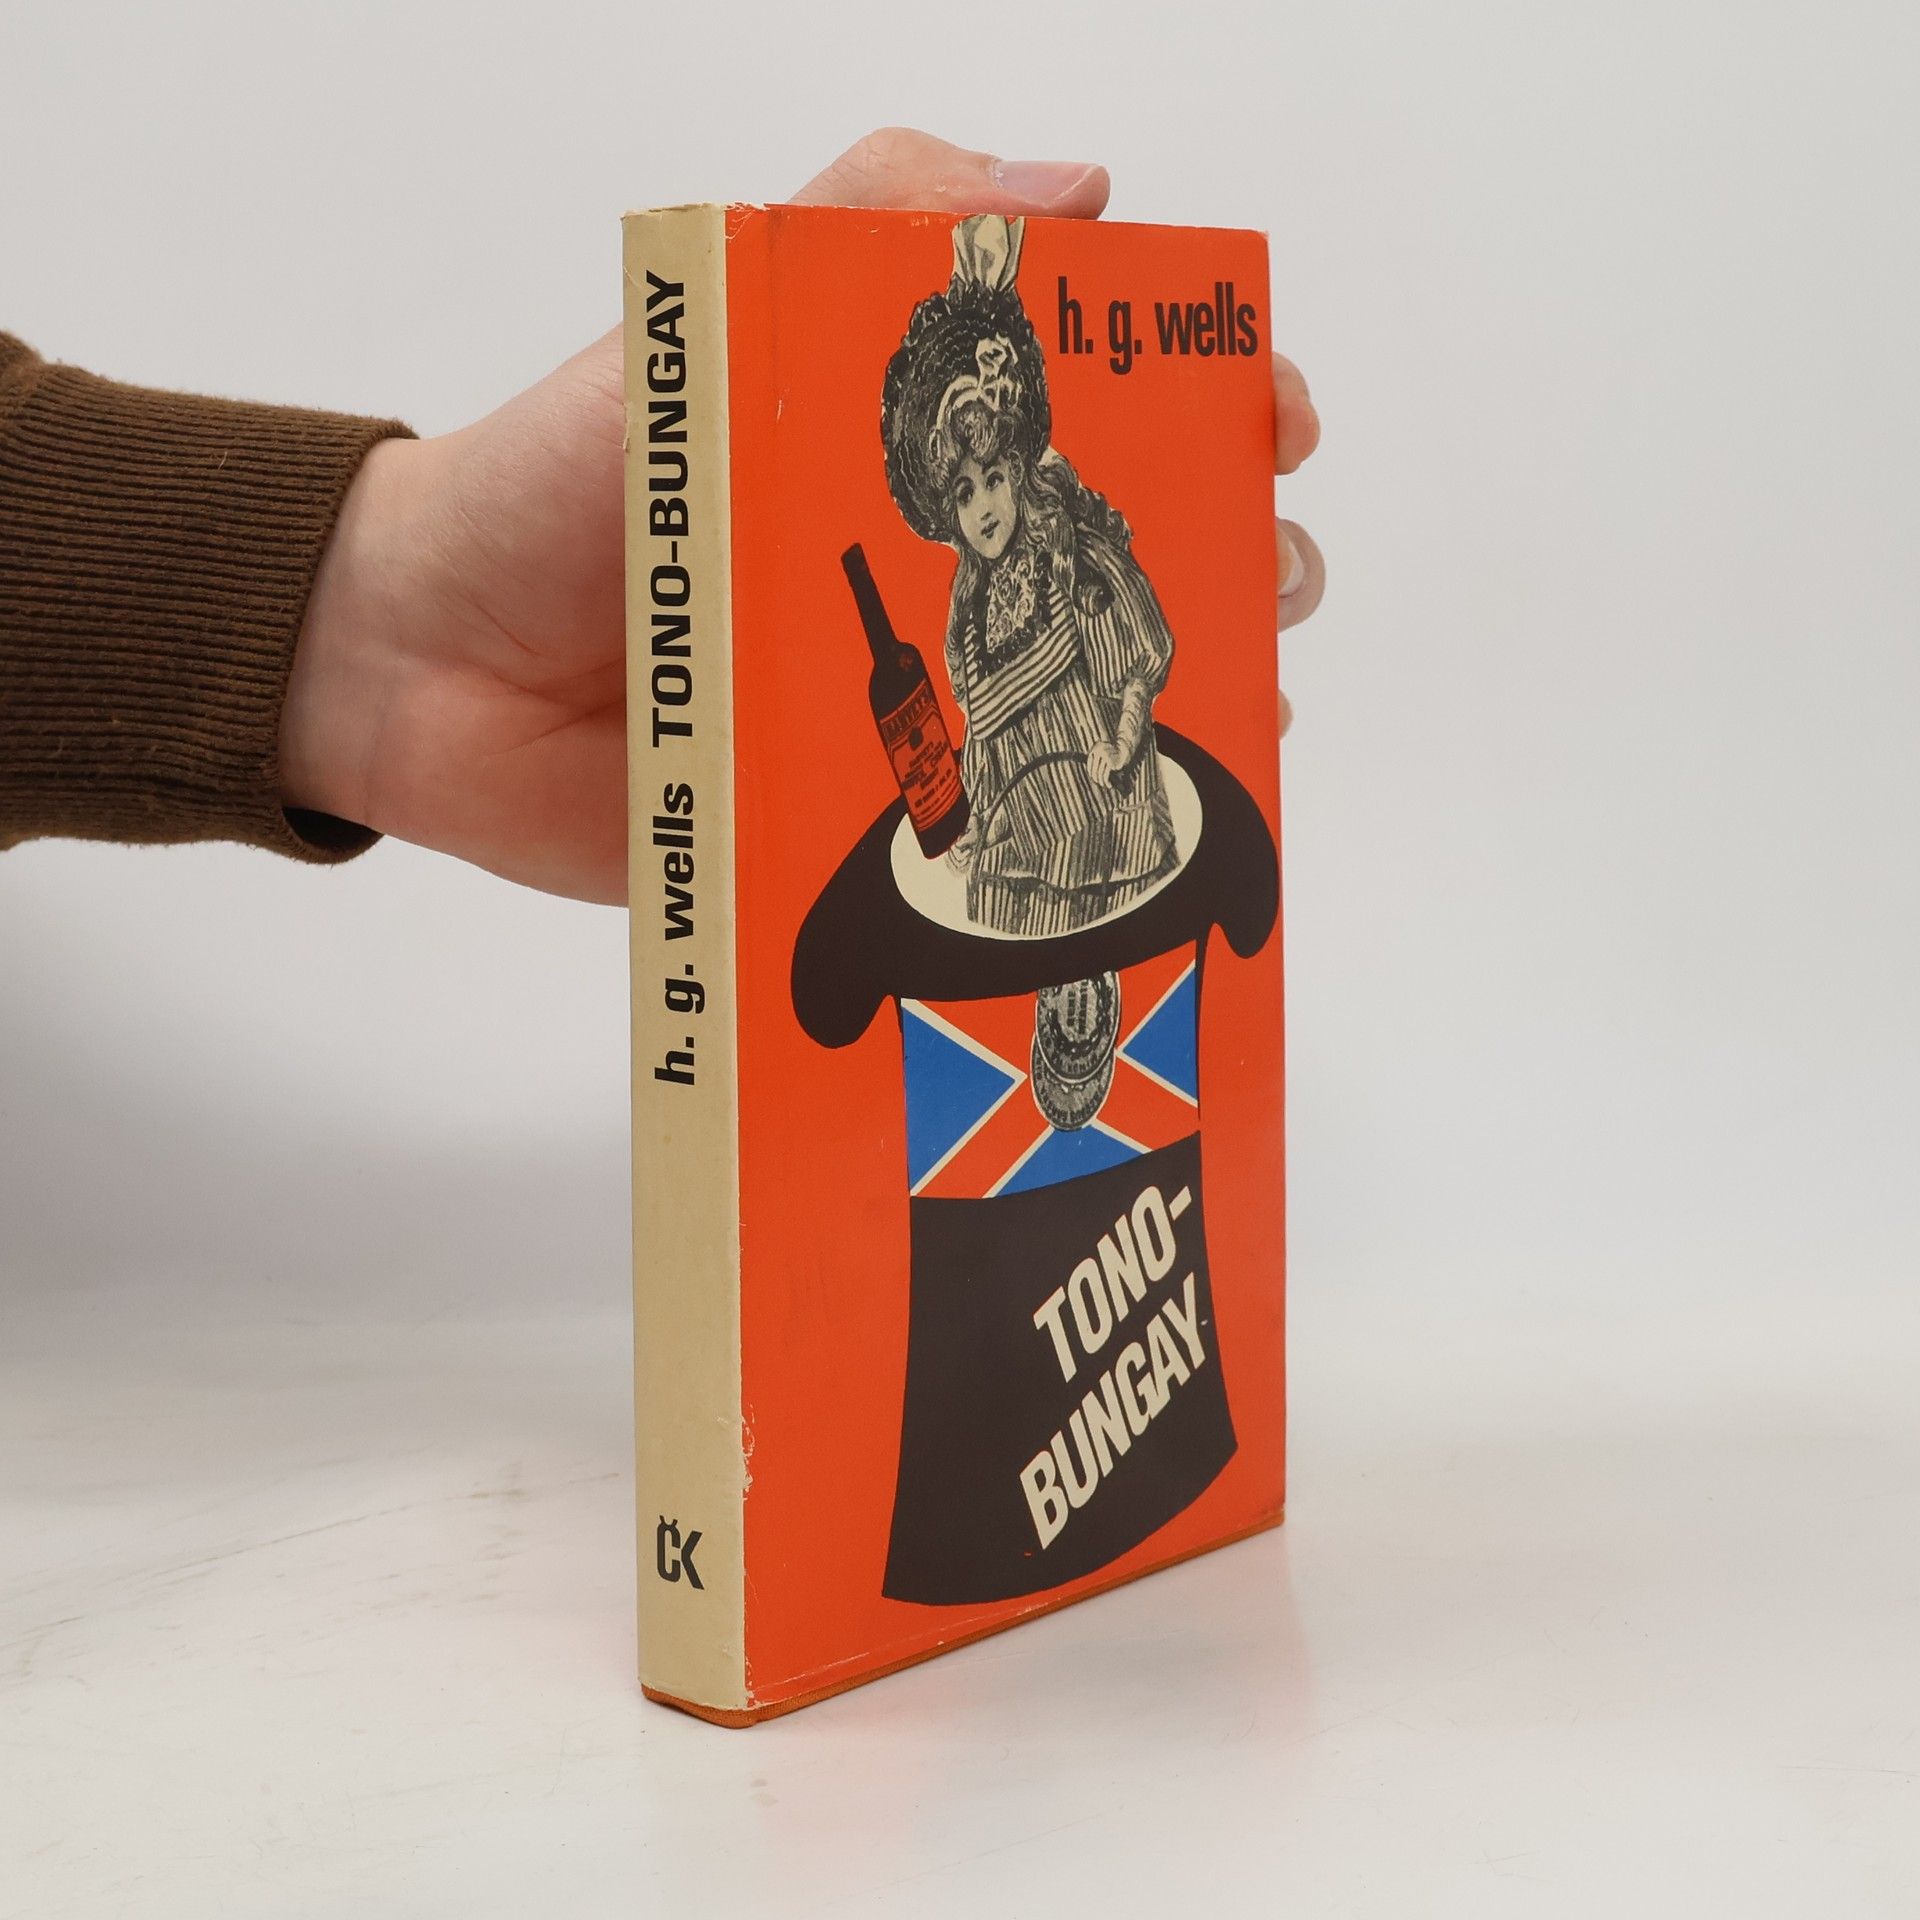 h. g. wells TONO-BUNGAY
ČK
h. g. wells
TONO-
BUNGAY